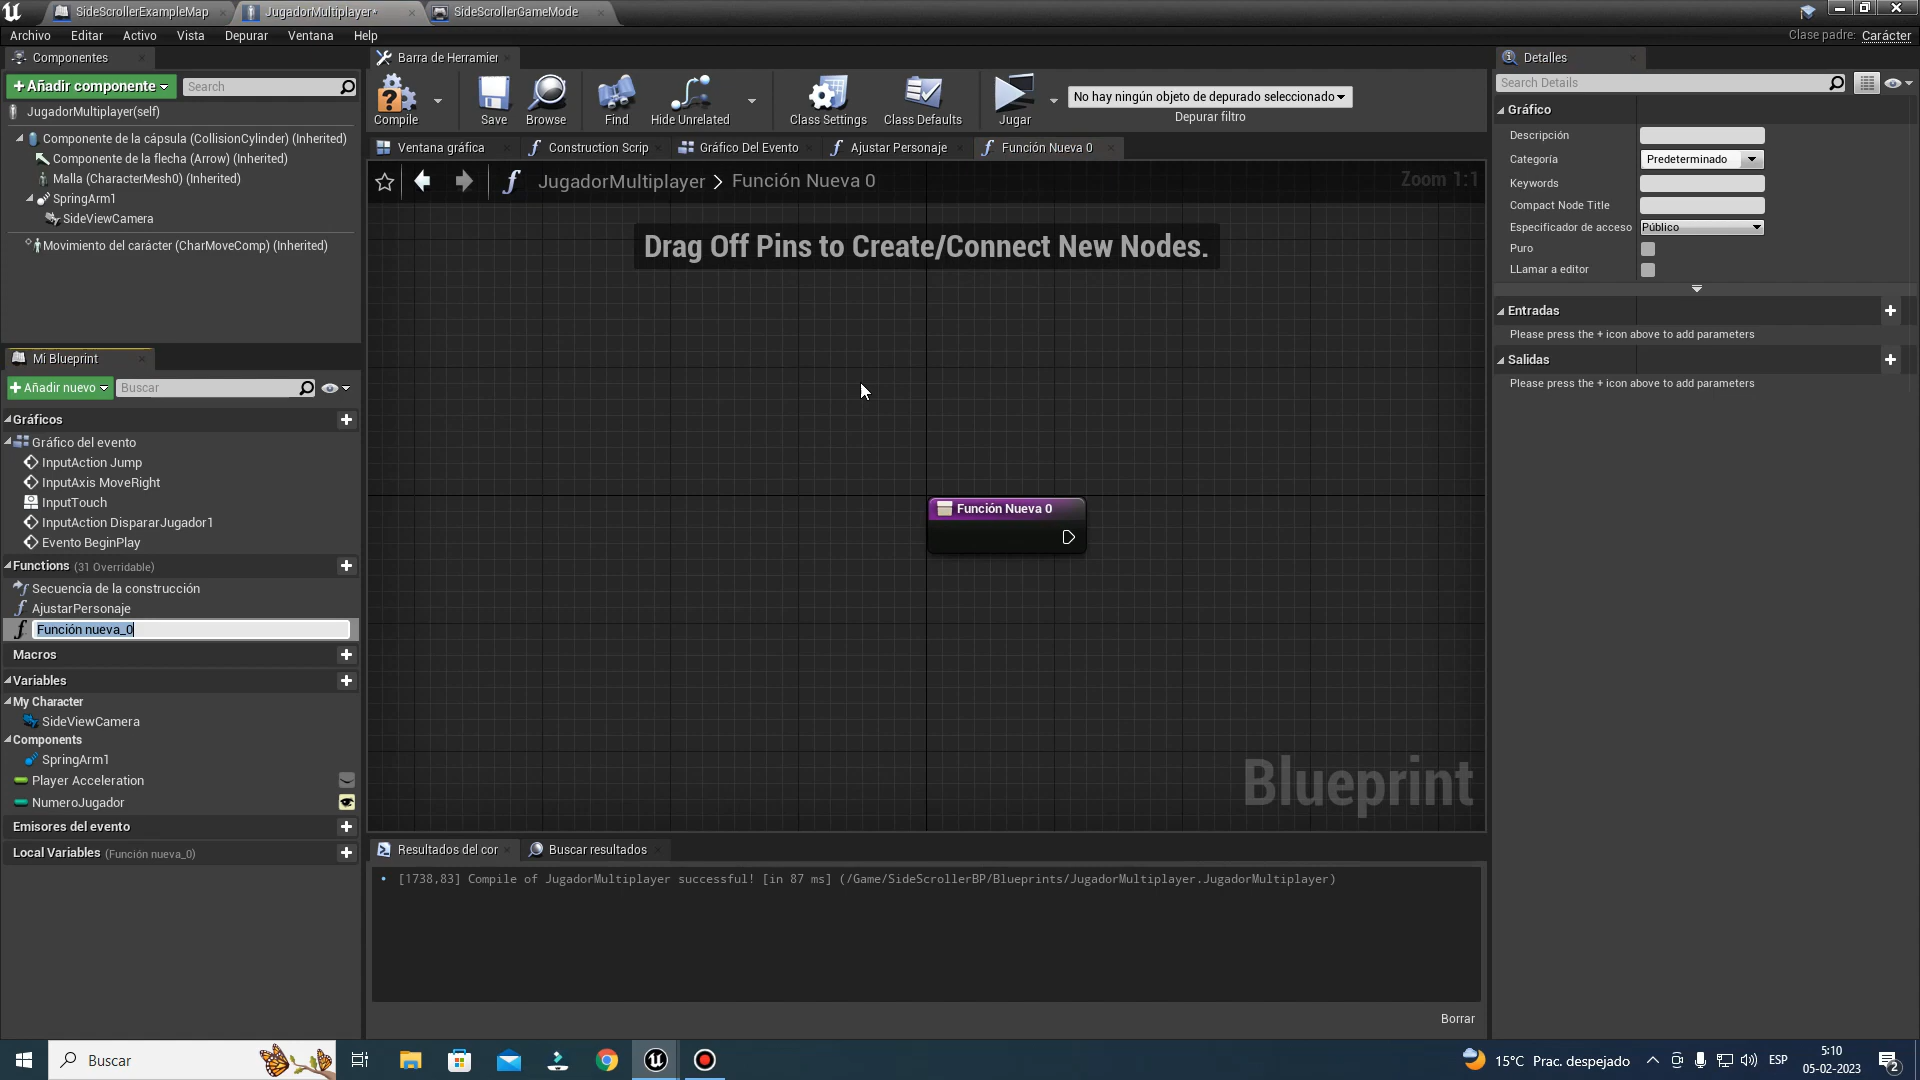 SideScrollerExampleMap
JugadorMultiplayer*
SideScrollerGameMode
Archivo Editar Activo Vista Depurar Ventana Help
Clase padre: Carácter
Componentes
+ Añadir componente
Search
JugadorMultiplayer(self)
Componente de la cápsula (CollisionCylinder) (Inherited)
Componente de la flecha (Arrow) (Inherited)
Malla (CharacterMesh0) (Inherited)
SpringArm1
SideViewCamera
Movimiento del carácter (CharMoveComp) (Inherited)
Mi Blueprint
+ Añadir nuevo
Buscar
Gráficos
Gráfico del evento
InputAction Jump
InputAxis MoveRight
InputTouch
InputAction DispararJugador1
Evento BeginPlay
Functions (31 Overridable)
Secuencia de la construcción
AjustarPersonaje
Función nueva_0
Macros
Variables
My Character
SideViewCamera
Components
SpringArm1
Player Acceleration
NumeroJugador
Emisores del evento
Local Variables (Función nueva_0)
Barra de Herramier
Compile
Save
Browse
Find
Hide Unrelated
Class Settings
Class Defaults
Jugar
No hay ningún objeto de depurado seleccionado
Depurar filtro
Ventana gráfica
Construction Scrip
Gráfico Del Evento
Ajustar Personaje
Función Nueva 0
JugadorMultiplayer > Función Nueva 0
Zoom 1:1
Drag Off Pins to Create/Connect New Nodes.
Función Nueva 0
Blueprint
Resultados del cor
Buscar resultados
[1738,83] Compile of JugadorMultiplayer successful! [in 87 ms] (/Game/SideScrollerBP/Blueprints/JugadorMultiplayer.JugadorMultiplayer)
Borrar
Detalles
Search Details
Gráfico
Descripción
Categoría Predeterminado
Keywords
Compact Node Title
Especificador de acceso Público
Puro
LLamar a editor
Entradas
Please press the + icon above to add parameters
Salidas
Please press the + icon above to add parameters
Buscar
15°C Prac. despejado
ESP
5:10
05-02-2023
2